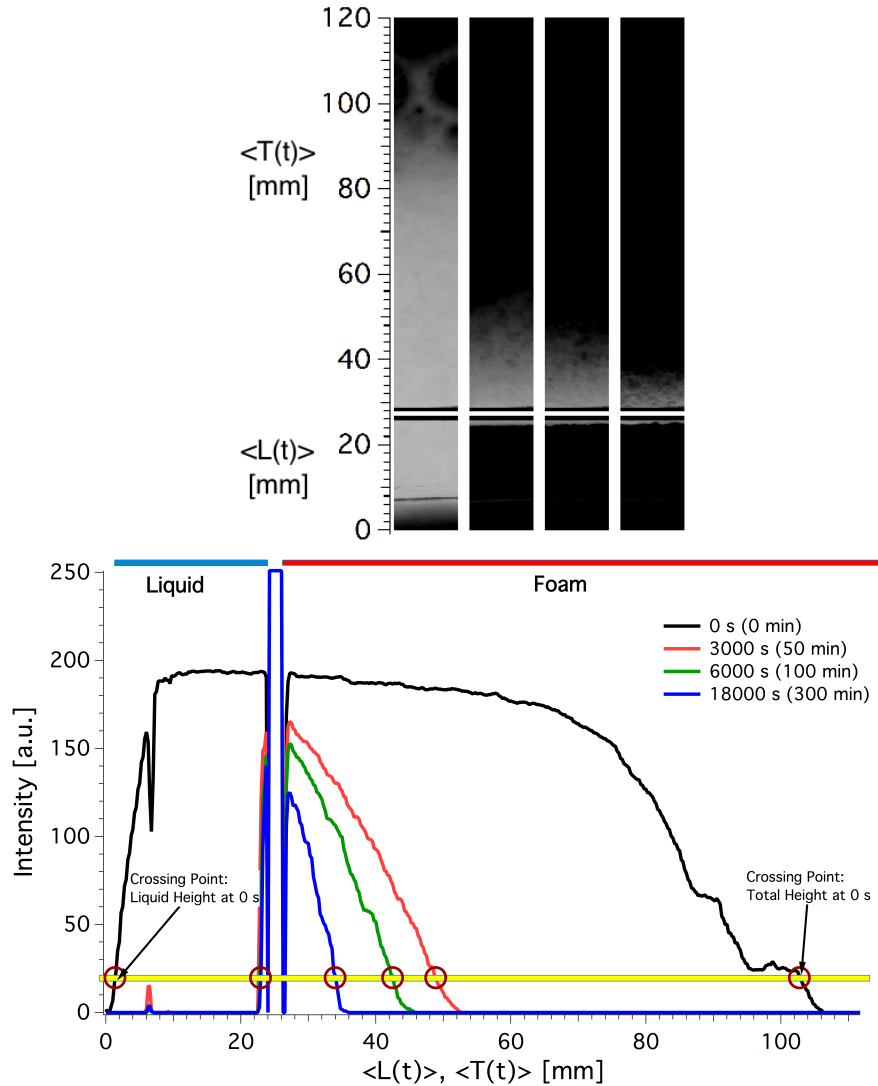 120
100
<T(t)>
[mm]
80
60
40
20
<L(t)>
[mm]
0
250
Liquid
Foam
0 s (0 min)
3000 s (50 min)
6000 s (100 min)
18000 s (300 min)
200
150
Intensity [a.u.]
100
Crossing Point:
Liquid Height at 0 s
Crossing Point:
Total Height at 0 s
50
0
0 20 40 60 80 100
<L(t)>, <T(t)> [mm]